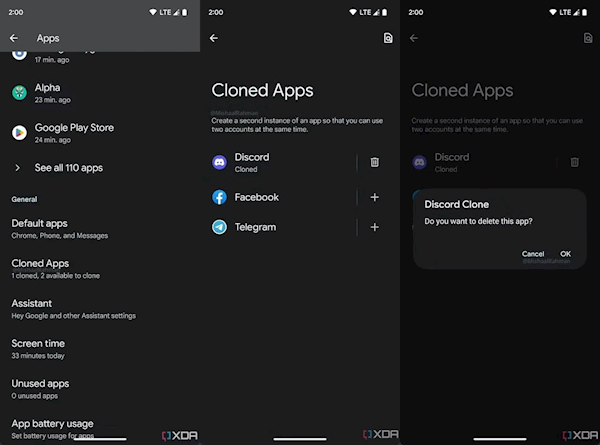 2:00
LTE
Apps
17 min. ago
Alpha
23 min. ago
Google Play Store
24 min. ago
See all 110 apps
General
Default apps
Chrome, Phone, and Messages
Cloned Apps
1 cloned, 2 available to clone
Assistant
Hey Google and other Assistant settings
Screen time
33 minutes today
Unused apps
0 unused apps
App battery usage
Set battery usage for apps
XDA
2:00
LTE
Cloned Apps
@MishaalRahman
Create a second instance of an app so that you can use
two accounts at the same time.
Discord
Cloned
Facebook
Telegram
XDA
2:00
LTE
Cloned Apps
Create a second instance of an app so that you can use
two accounts at the same time.
Discord
Cloned
Discord Clone
Do you want to delete this app?
Cancel OK
@MishaalRahman
XDA